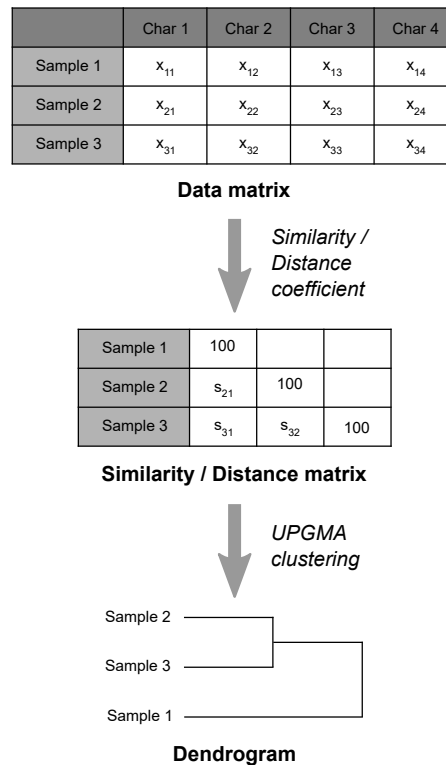 Char 1 Char 2 Char 3 Char 4
Sample 1 x₁₁ x₁₂ x₁₃ x₁₄
Sample 2 x₂₁ x₂₂ x₂₃ x₂₄
Sample 3 x₃₁ x₃₂ x₃₃ x₃₄
Data matrix
Similarity /
Distance
coefficient
Sample 1 100
Sample 2 s₂₁ 100
Sample 3 s₃₁ s₃₂ 100
Similarity / Distance matrix
UPGMA
clustering
Sample 2
Sample 3
Sample 1
Dendrogram